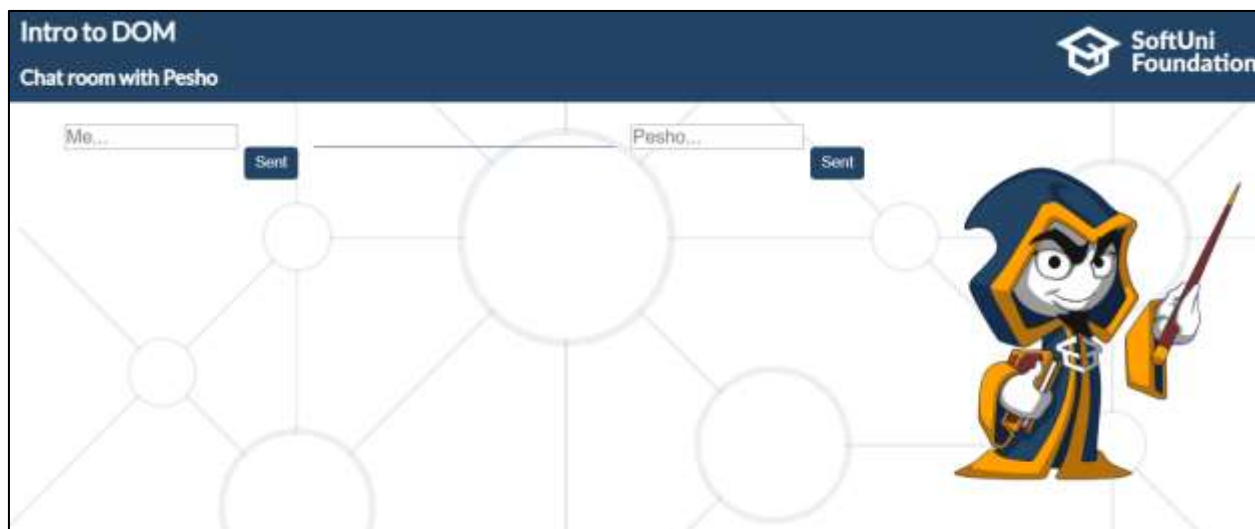 Intro to DOM
SoftUni
Foundation
Chat room with Pesho
Me...
Sent
Pesho...
Sent